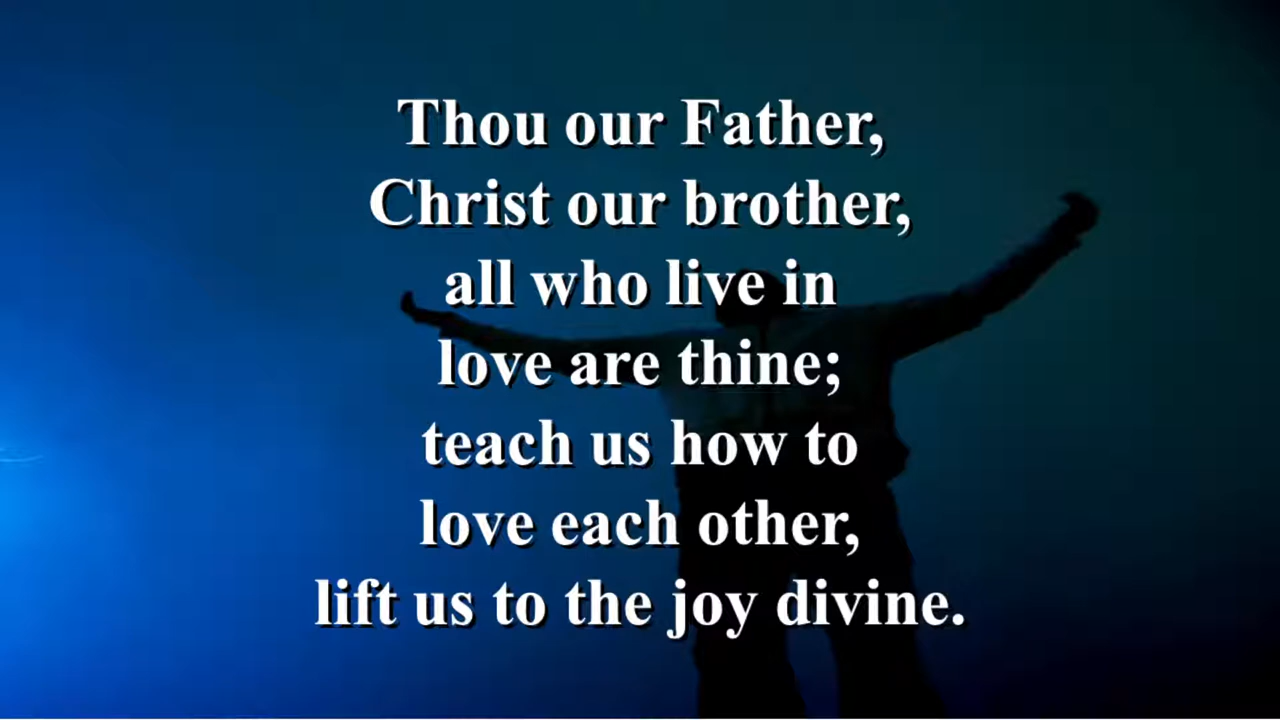 Thou our Father,
Christ our brother,
all who live in
love are thine;
teach us how to
love each other,
lift us to the joy divine.